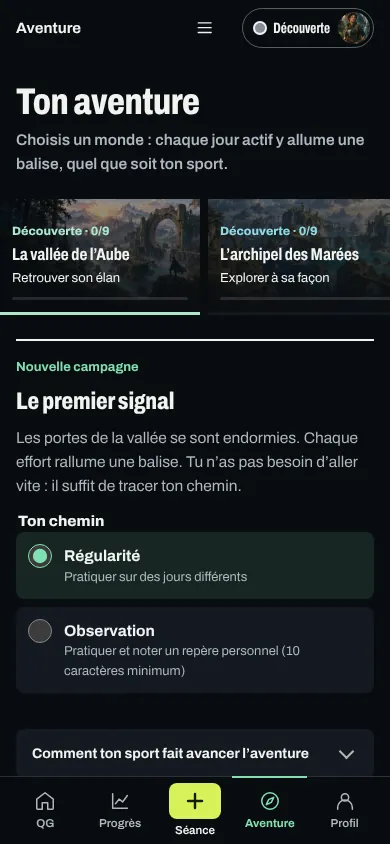 Aventure
Découverte
Ton aventure
Choisis un monde : chaque jour actif y allume une
balise, quel que soit ton sport.
Découverte · 0/9
La vallée de l’Aube
Retrouver son élan
Découverte · 0/9
L’archipel des Marées
Explorer à sa façon
Nouvelle campagne
Le premier signal
Les portes de la vallée se sont endormies. Chaque
effort rallume une balise. Tu n’as pas besoin d’aller
vite : il suffit de tracer ton chemin.
Ton chemin
Régularité
Pratiquer sur des jours différents
Observation
Pratiquer et noter un repère personnel (10
caractères minimum)
Comment ton sport fait avancer l’aventure
QG
Progrès
Séance
Aventure
Profil